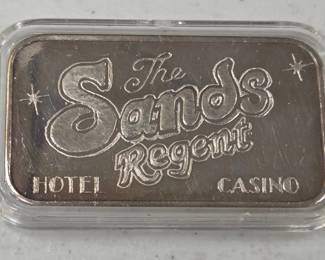 The
Sands
Regent
HOTEL CASINO